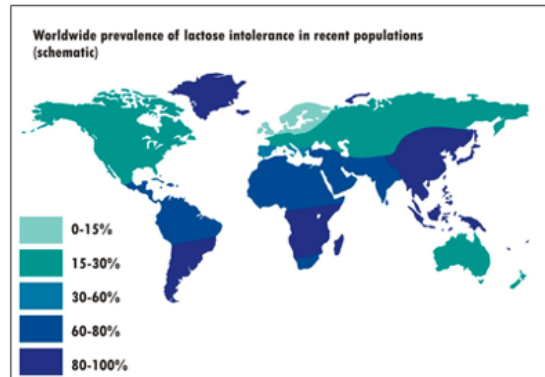 Worldwide prevalence of lactose intolerance in recent populations
(schematic)
0-15%
15-30%
30-60%
60-80%
80-100%